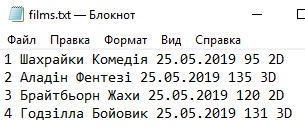 films.txt — Блокнот
Файл Правка Формат Вид Справка
1 Шахрайки Комедія 25.05.2019 95 2D
2 Аладін Фентезі 25.05.2019 135 3D
3 Брайтбьорн Жахи 25.05.2019 120 2D
4 Годзілла Бойовик 25.05.2019 131 3D